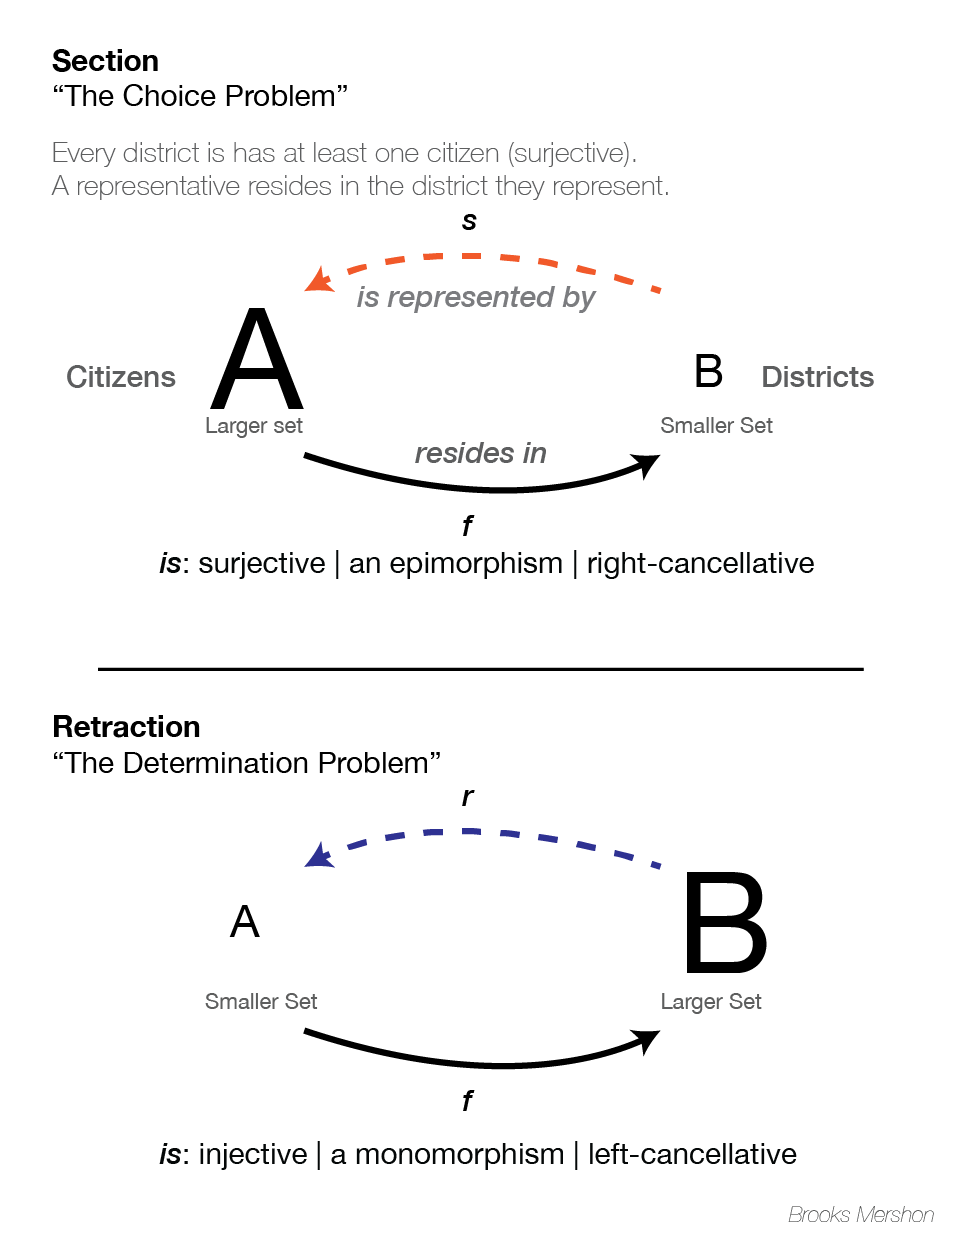 Section
“The Choice Problem”
Every district is has at least one citizen (surjective).
A representative resides in the district they represent.
s
is represented by
A
B
Citizens
Districts
Larger set
Smaller Set
resides in
f
is: surjective | an epimorphism | right-cancellative
Retraction
“The Determination Problem”
r
A
B
Smaller Set
Larger Set
f
is: injective | a monomorphism | left-cancellative
Brooks Mershon